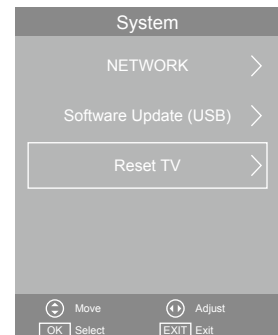 System
NETWORK
Software Update (USB)
Reset TV
Move Adjust
OK Select EXIT Exit